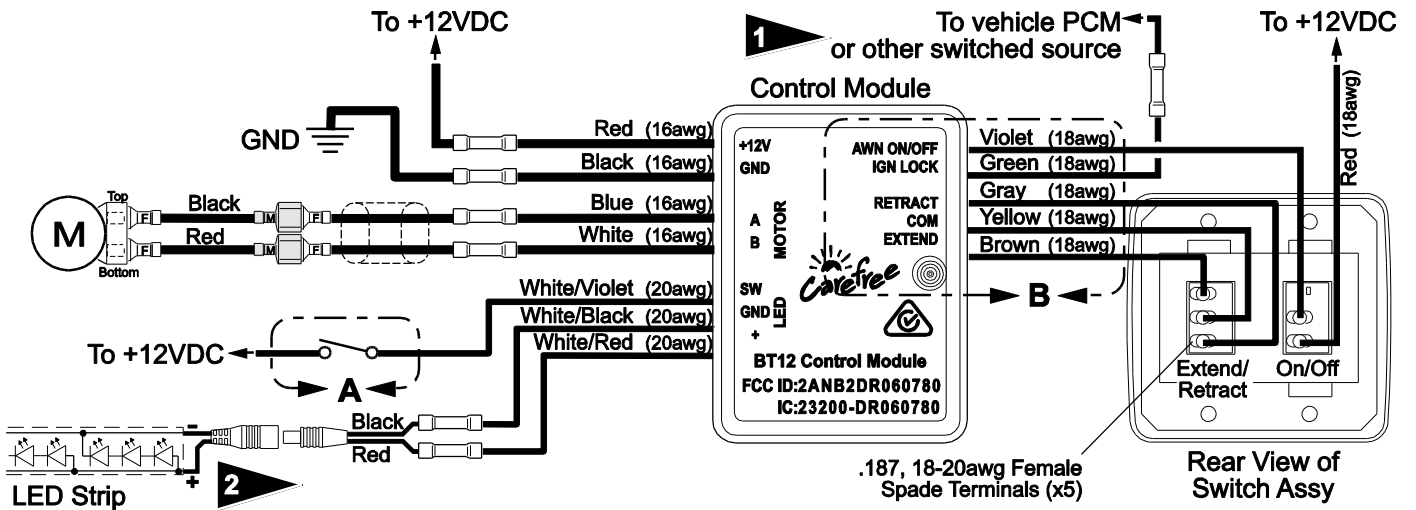 To +12VDC
1
To vehicle PCM
or other switched source
To +12VDC
Control Module
GND
Red (16awg)
Black (16awg)
Blue (16awg)
White (16awg)
+12V
GND
A
B
MOTOR
SW
GND
+
LED
AWN ON/OFF
IGN LOCK
RETRACT
COM
EXTEND
Carefree
Violet (18awg)
Green (18awg)
Gray (18awg)
Yellow (18awg)
Brown (18awg)
Red (18awg)
M
Top
Bottom
F
F
Black
Red
M
M
F
F
White/Violet (20awg)
White/Black (20awg)
White/Red (20awg)
B
To +12VDC
A
BT12 Control Module
FCC ID:2ANB2DR060780
IC:23200-DR060780
Extend/
Retract
On/Off
Black
Red
-
+
LED Strip
2
.187, 18-20awg Female
Spade Terminals (x5)
Rear View of
Switch Assy